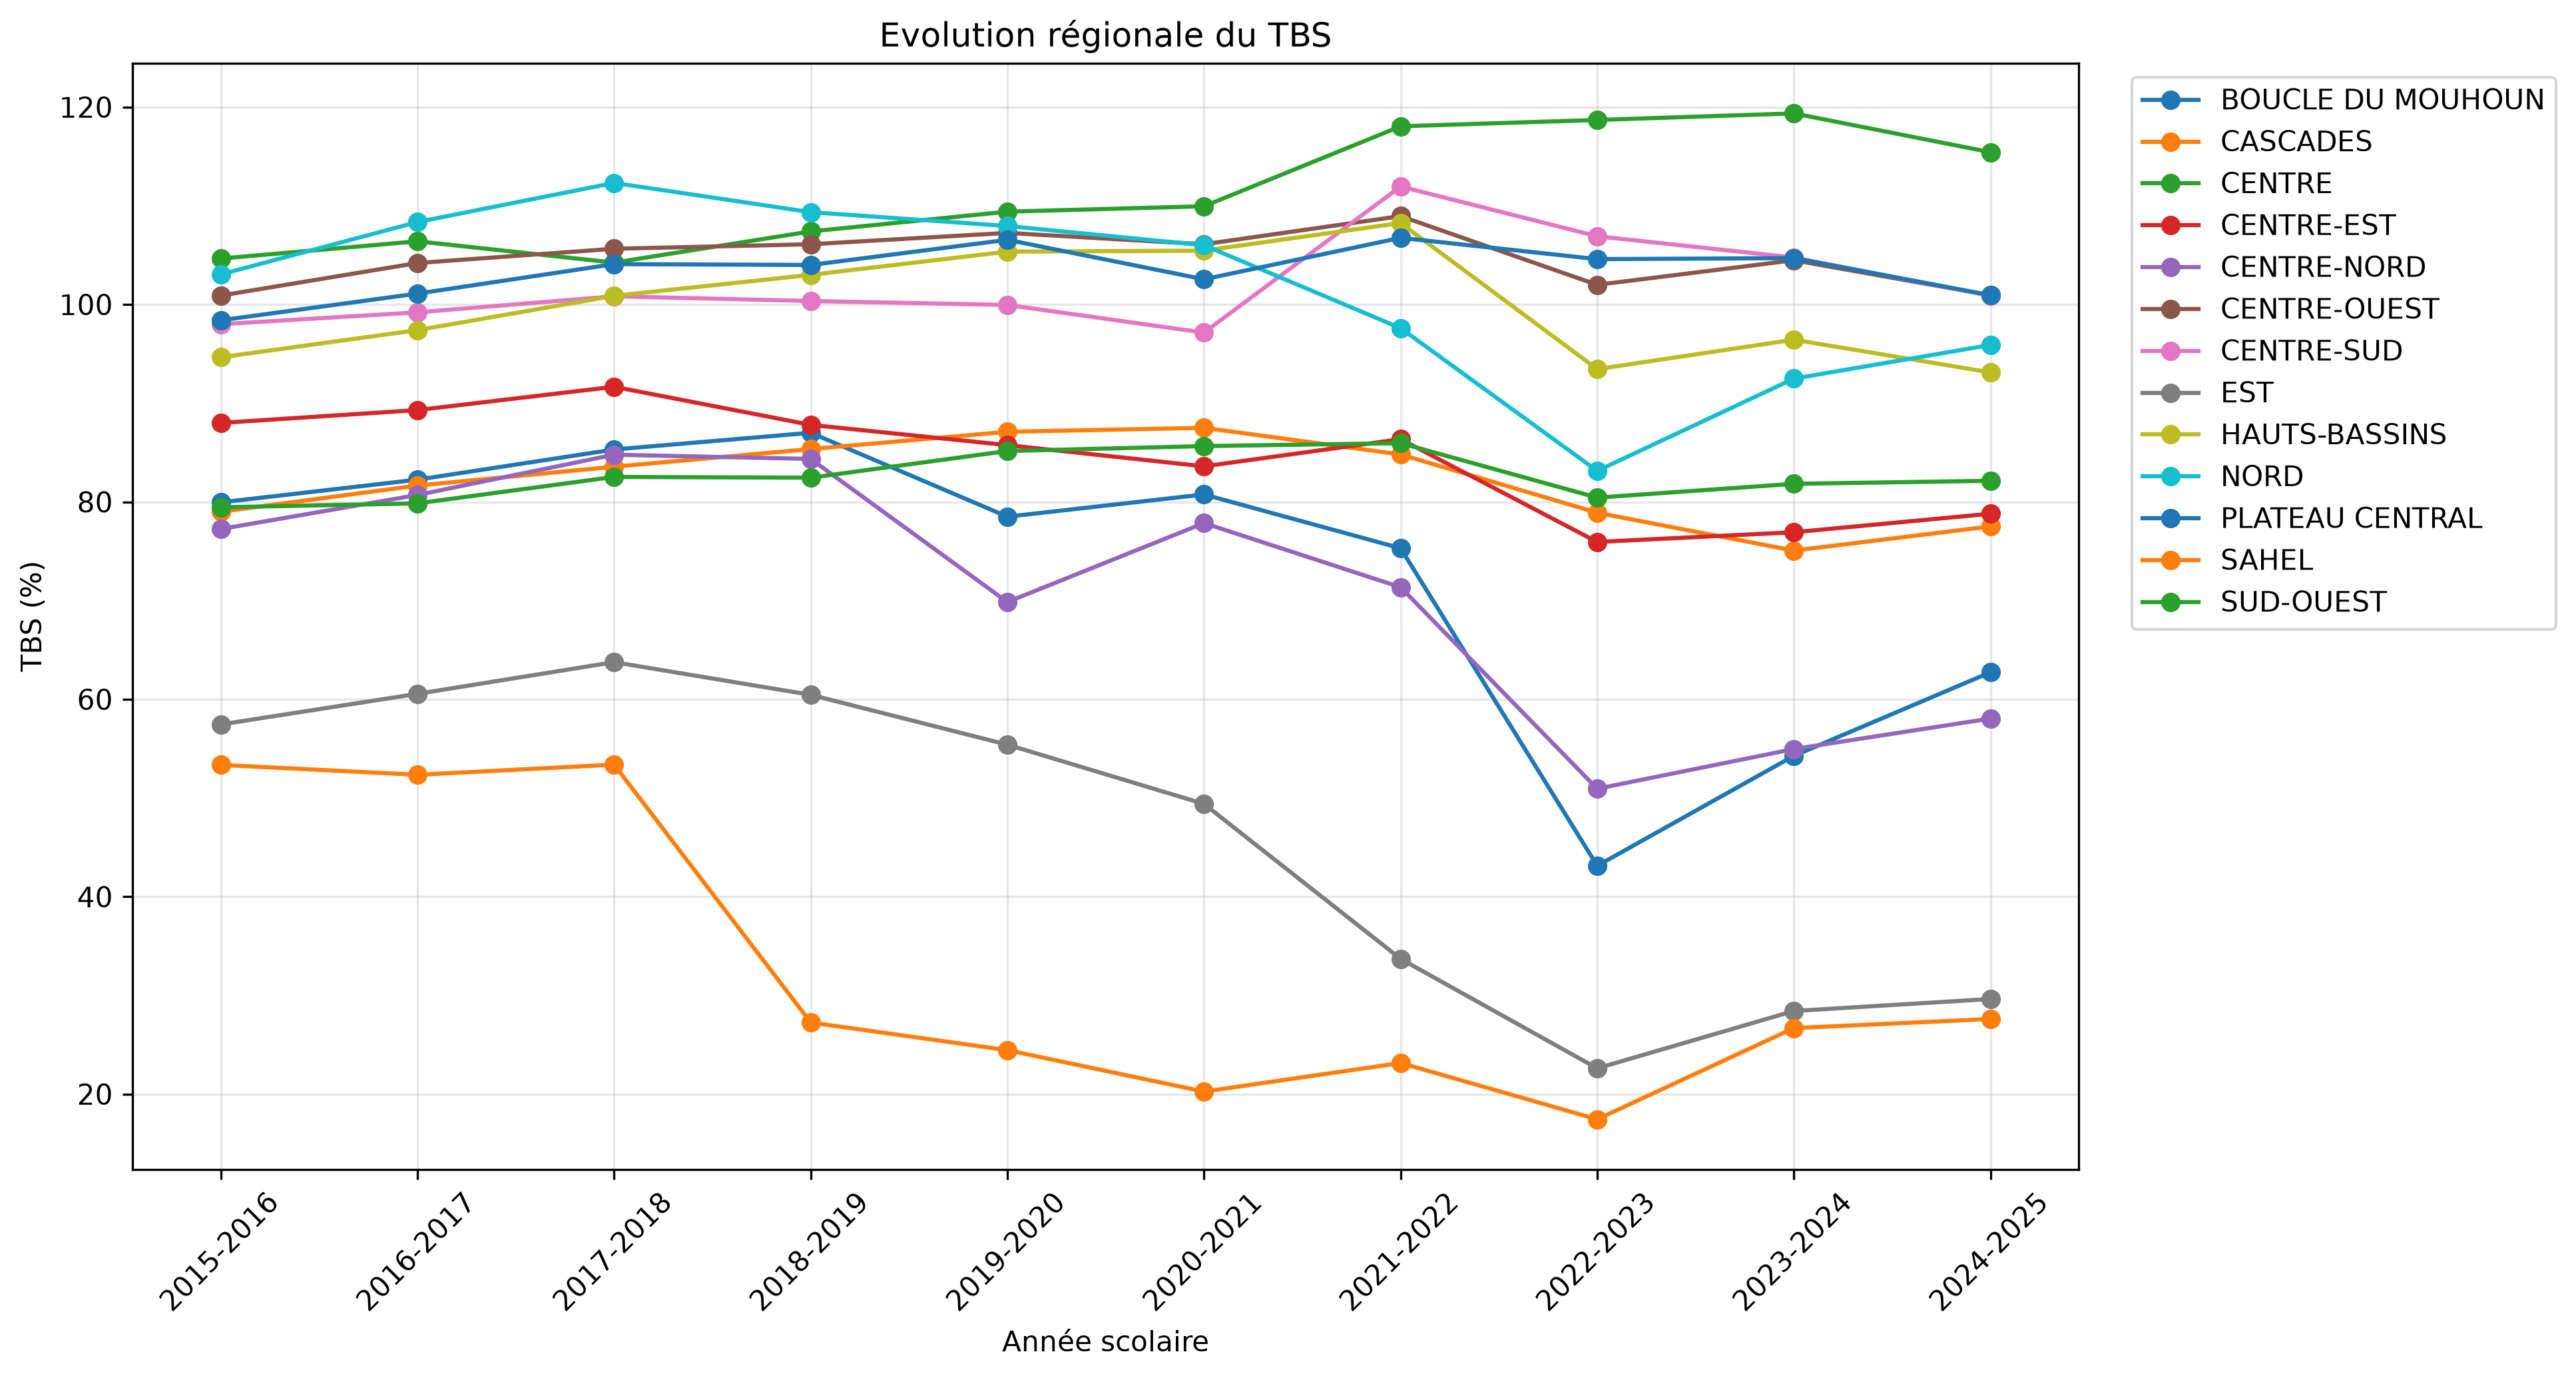 Evolution régionale du TBS
120
100
80
60
40
20
TBS (%)
2015-2016
2016-2017
2017-2018
2018-2019
2019-2020
2020-2021
2021-2022
2022-2023
2023-2024
2024-2025
Année scolaire
BOUCLE DU MOUHOUN
CASCADES
CENTRE
CENTRE-EST
CENTRE-NORD
CENTRE-OUEST
CENTRE-SUD
EST
HAUTS-BASSINS
NORD
PLATEAU CENTRAL
SAHEL
SUD-OUEST